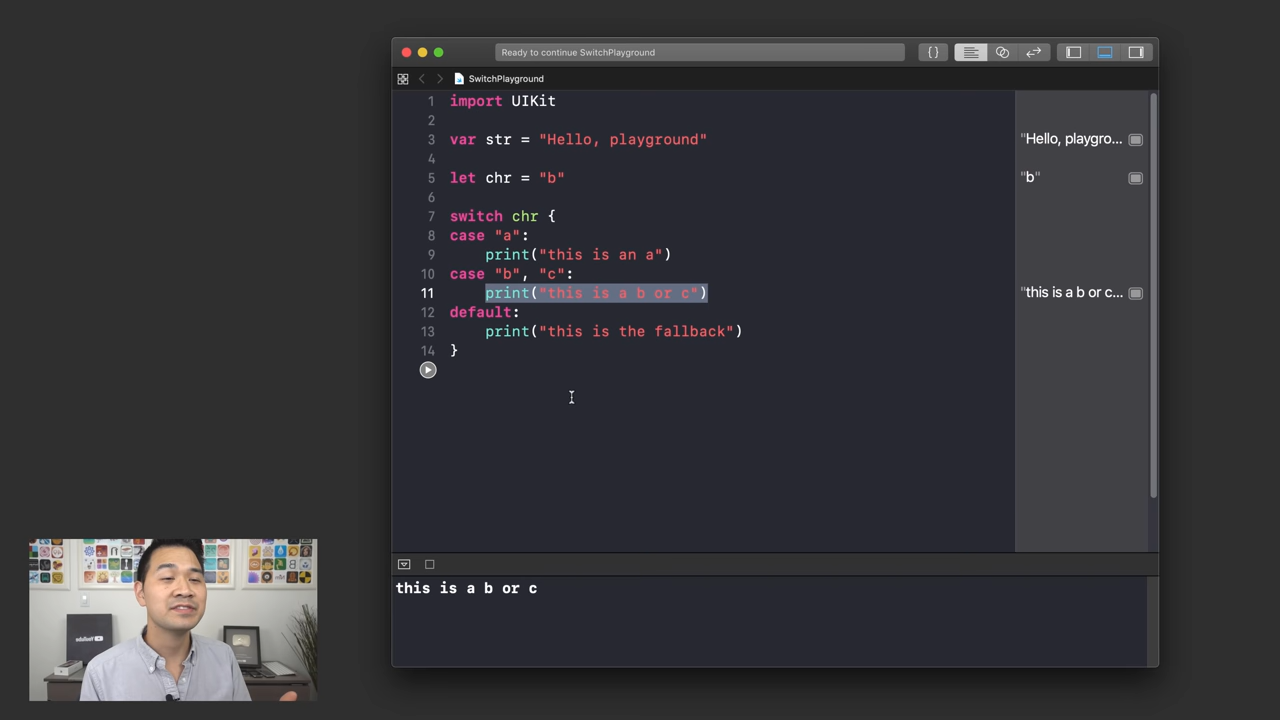 Ready to continue SwitchPlayground
{ }
SwitchPlayground
1 import UIKit
2
3 var str = "Hello, playground"
4
5 let chr = "b"
6
7 switch chr {
8 case "a":
9 print("this is an a")
10 case "b", "c":
11 print("this is a b or c")
12 default:
13 print("this is the fallback")
14 }
"Hello, playgro...
"b"
"this is a b or c...
this is a b or c
YouTube